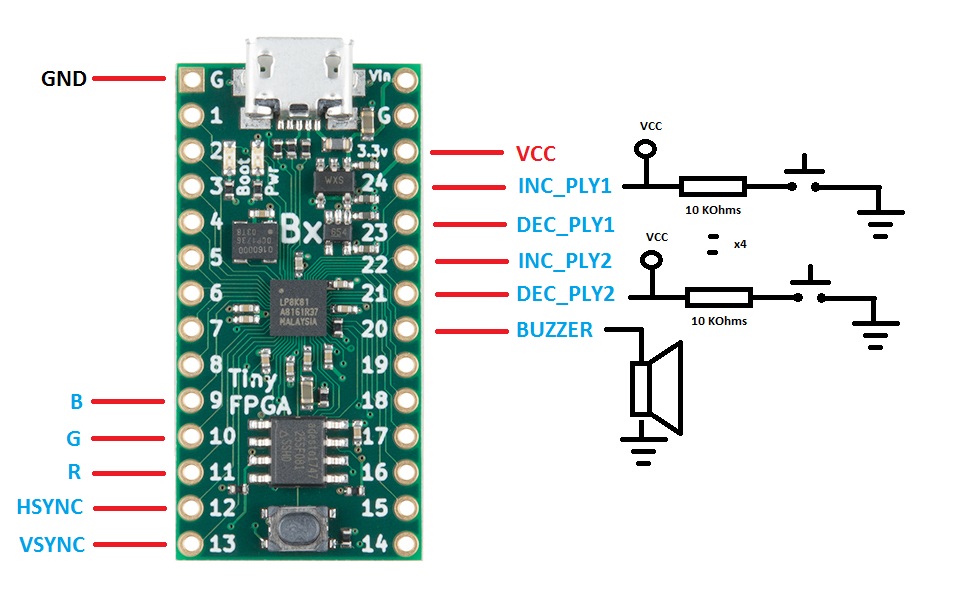 GND
G
1
2
3
4
5
6
7
8
9
10
11
12
13
Vin
G
3.3v
24
23
22
21
20
19
18
17
16
15
14
Boot
Pwr
WXS
Bx
LP8K81
A8161R37
MALAYSIA
Tiny
FPGA
B
G
R
HSYNC
VSYNC
VCC
INC_PLY1
DEC_PLY1
INC_PLY2
DEC_PLY2
BUZZER
VCC
10 KOhms
x4
VCC
10 KOhms